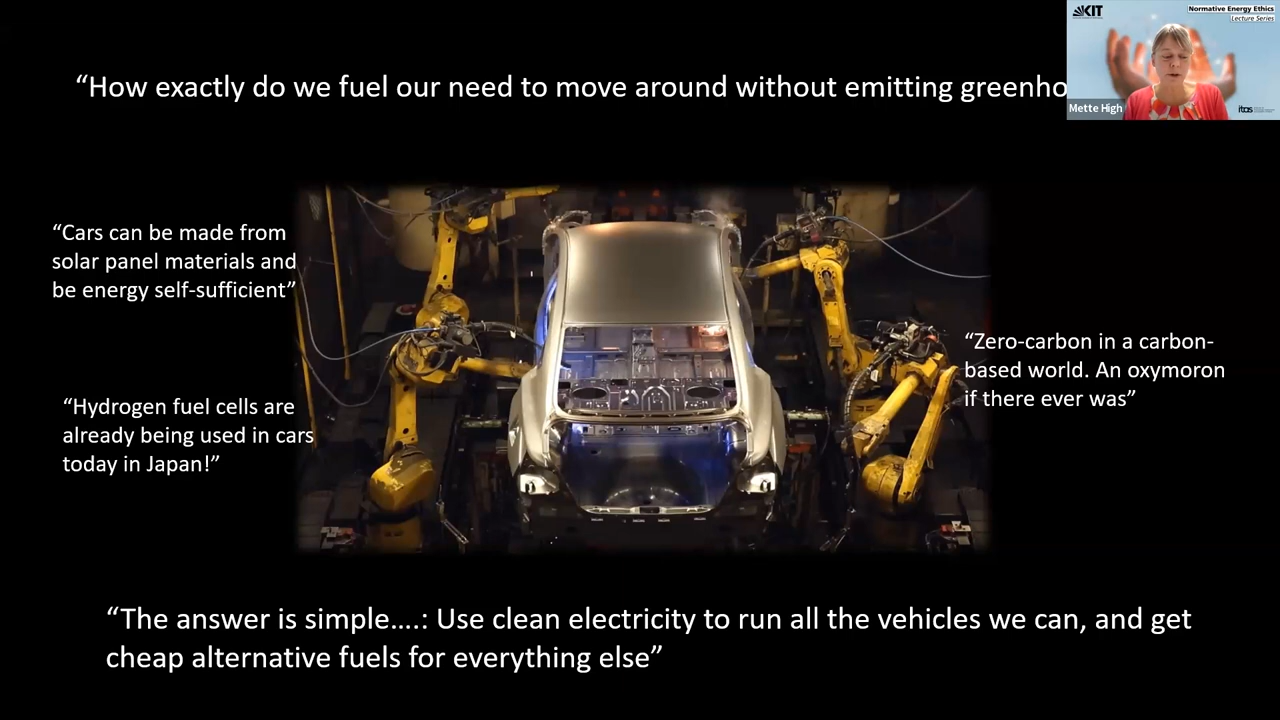 KIT
Normative Energy Ethics
Lecture Series
“How exactly do we fuel our need to move around without emitting greenho
Mette High
itas
“Cars can be made from
solar panel materials and
be energy self-sufficient”
“Zero-carbon in a carbon-
based world. An oxymoron
if there ever was”
“Hydrogen fuel cells are
already being used in cars
today in Japan!”
“The answer is simple….: Use clean electricity to run all the vehicles we can, and get
cheap alternative fuels for everything else”